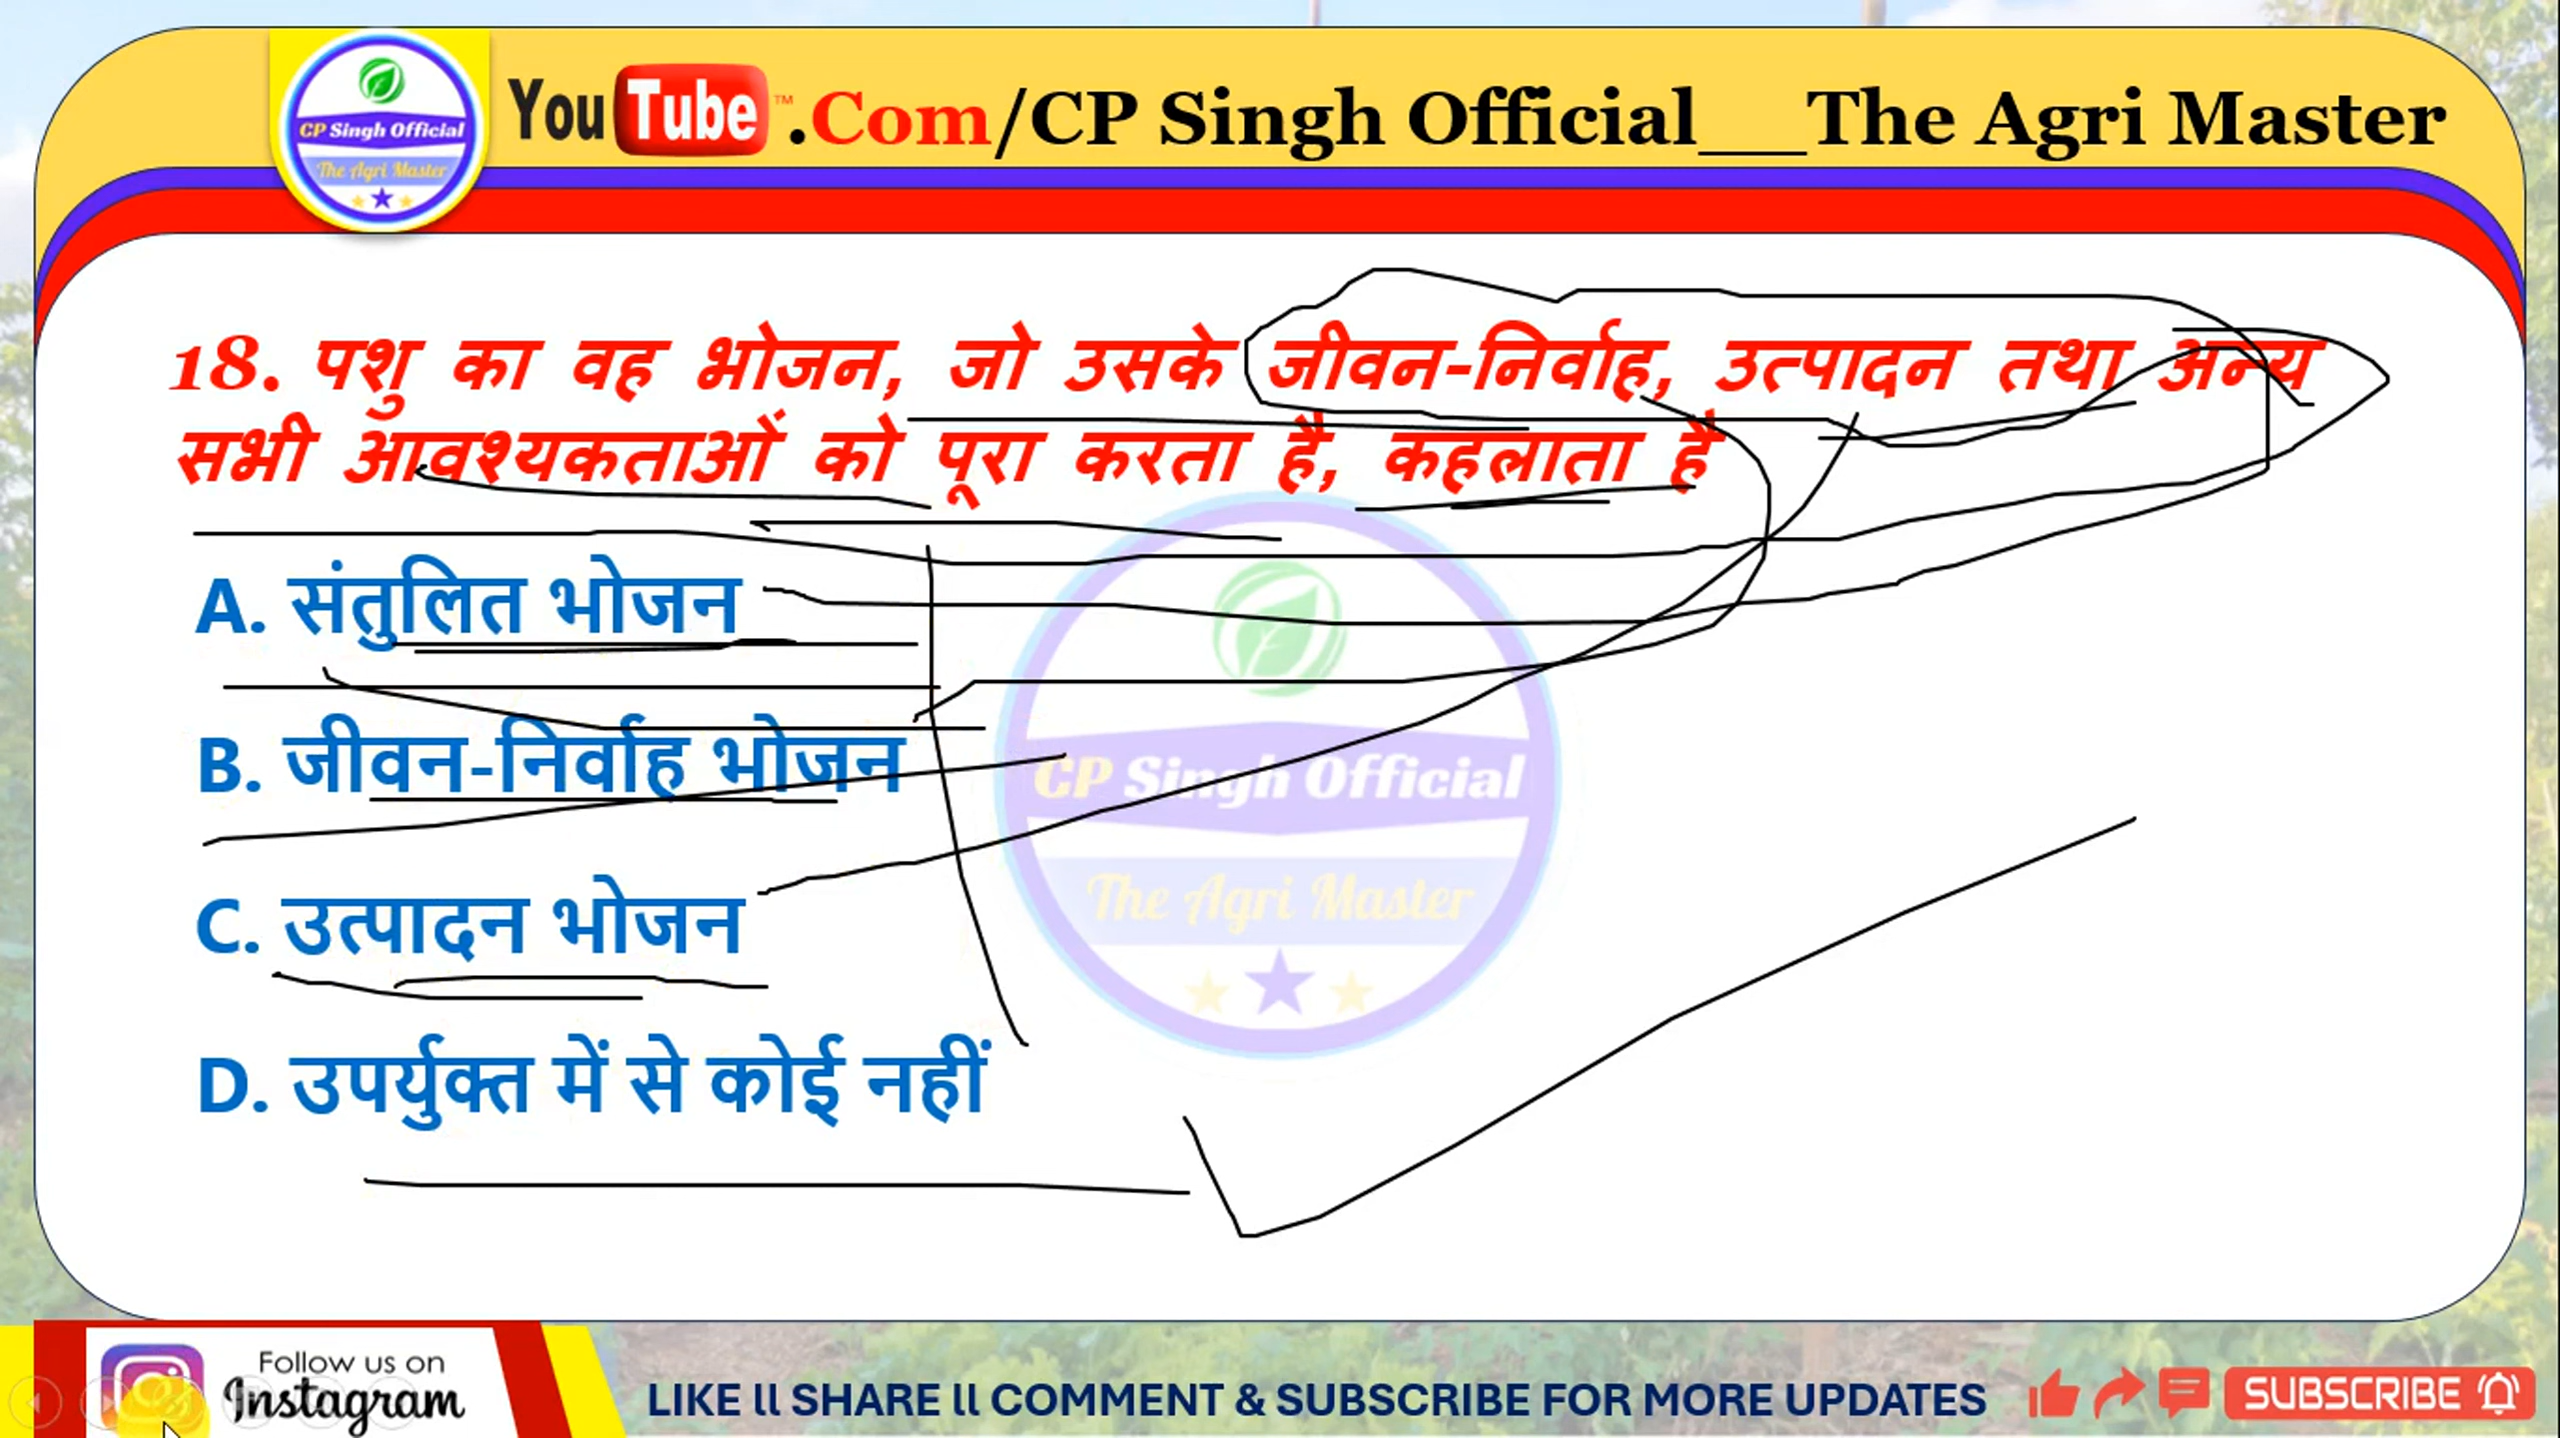 CP Singh Official
The Agri Master
YouTube™.Com/CP Singh Official__The Agri Master
18. पशु का वह भोजन, जो उसके जीवन-निर्वाह, उत्पादन तथा अन्य
सभी आवश्यकताओं को पूरा करता है, कहलाता है
A. संतुलित भोजन
B. जीवन-निर्वाह भोजन
C. उत्पादन भोजन
D. उपर्युक्त में से कोई नहीं
CP Singh Official
The Agri Master
Follow us on
Instagram
LIKE ll SHARE ll COMMENT & SUBSCRIBE FOR MORE UPDATES
SUBSCRIBE